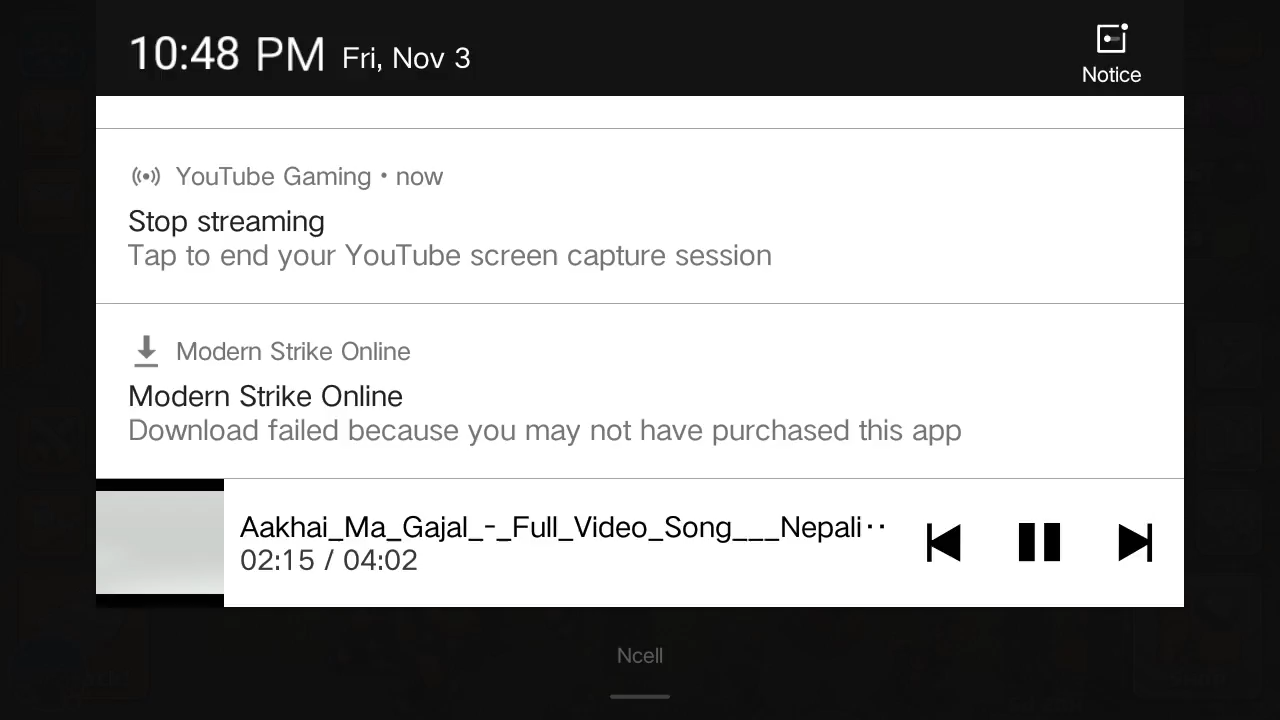 10:48 PM Fri, Nov 3
Notice
YouTube Gaming • now
Stop streaming
Tap to end your YouTube screen capture session
Modern Strike Online
Modern Strike Online
Download failed because you may not have purchased this app
Aakhai_Ma_Gajal_-_Full_Video_Song___Nepali··
02:15 / 04:02
Ncell